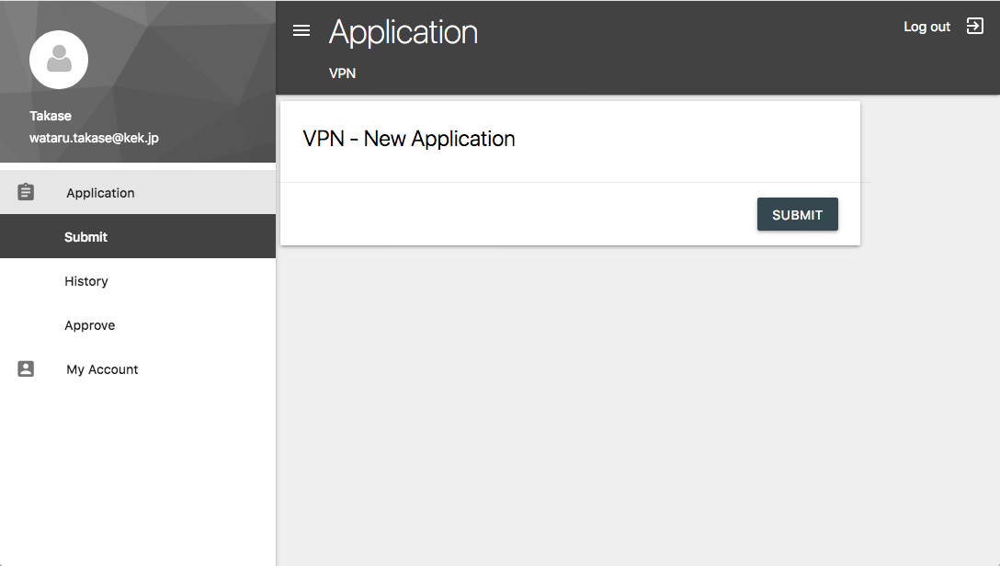 Takase
wataru.takase@kek.jp
Application
Submit
History
Approve
My Account
Application
Log out
VPN
VPN - New Application
SUBMIT